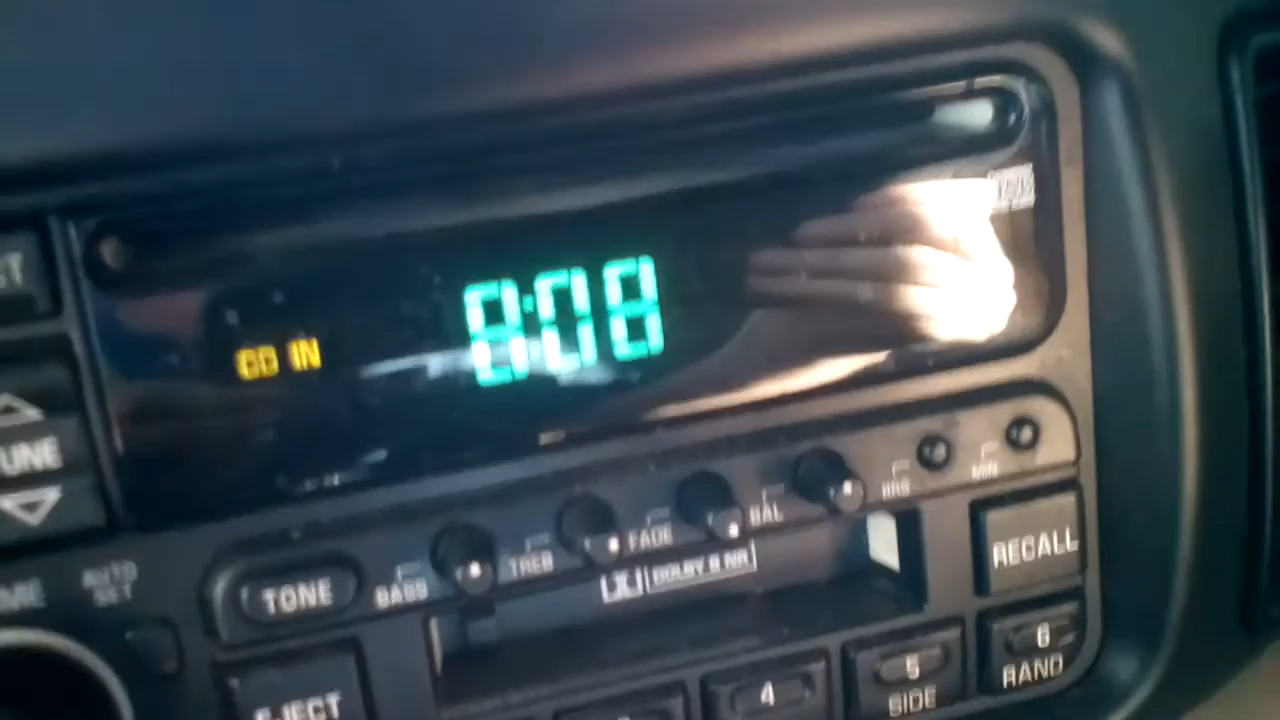 CD IN
8:08
UNE
AUTO
SET
TONE
BASS
TREB
FADE
BAL
HRS
MIN
DOLBY B NR
RECALL
EJECT
4
5
SIDE
6
RAND